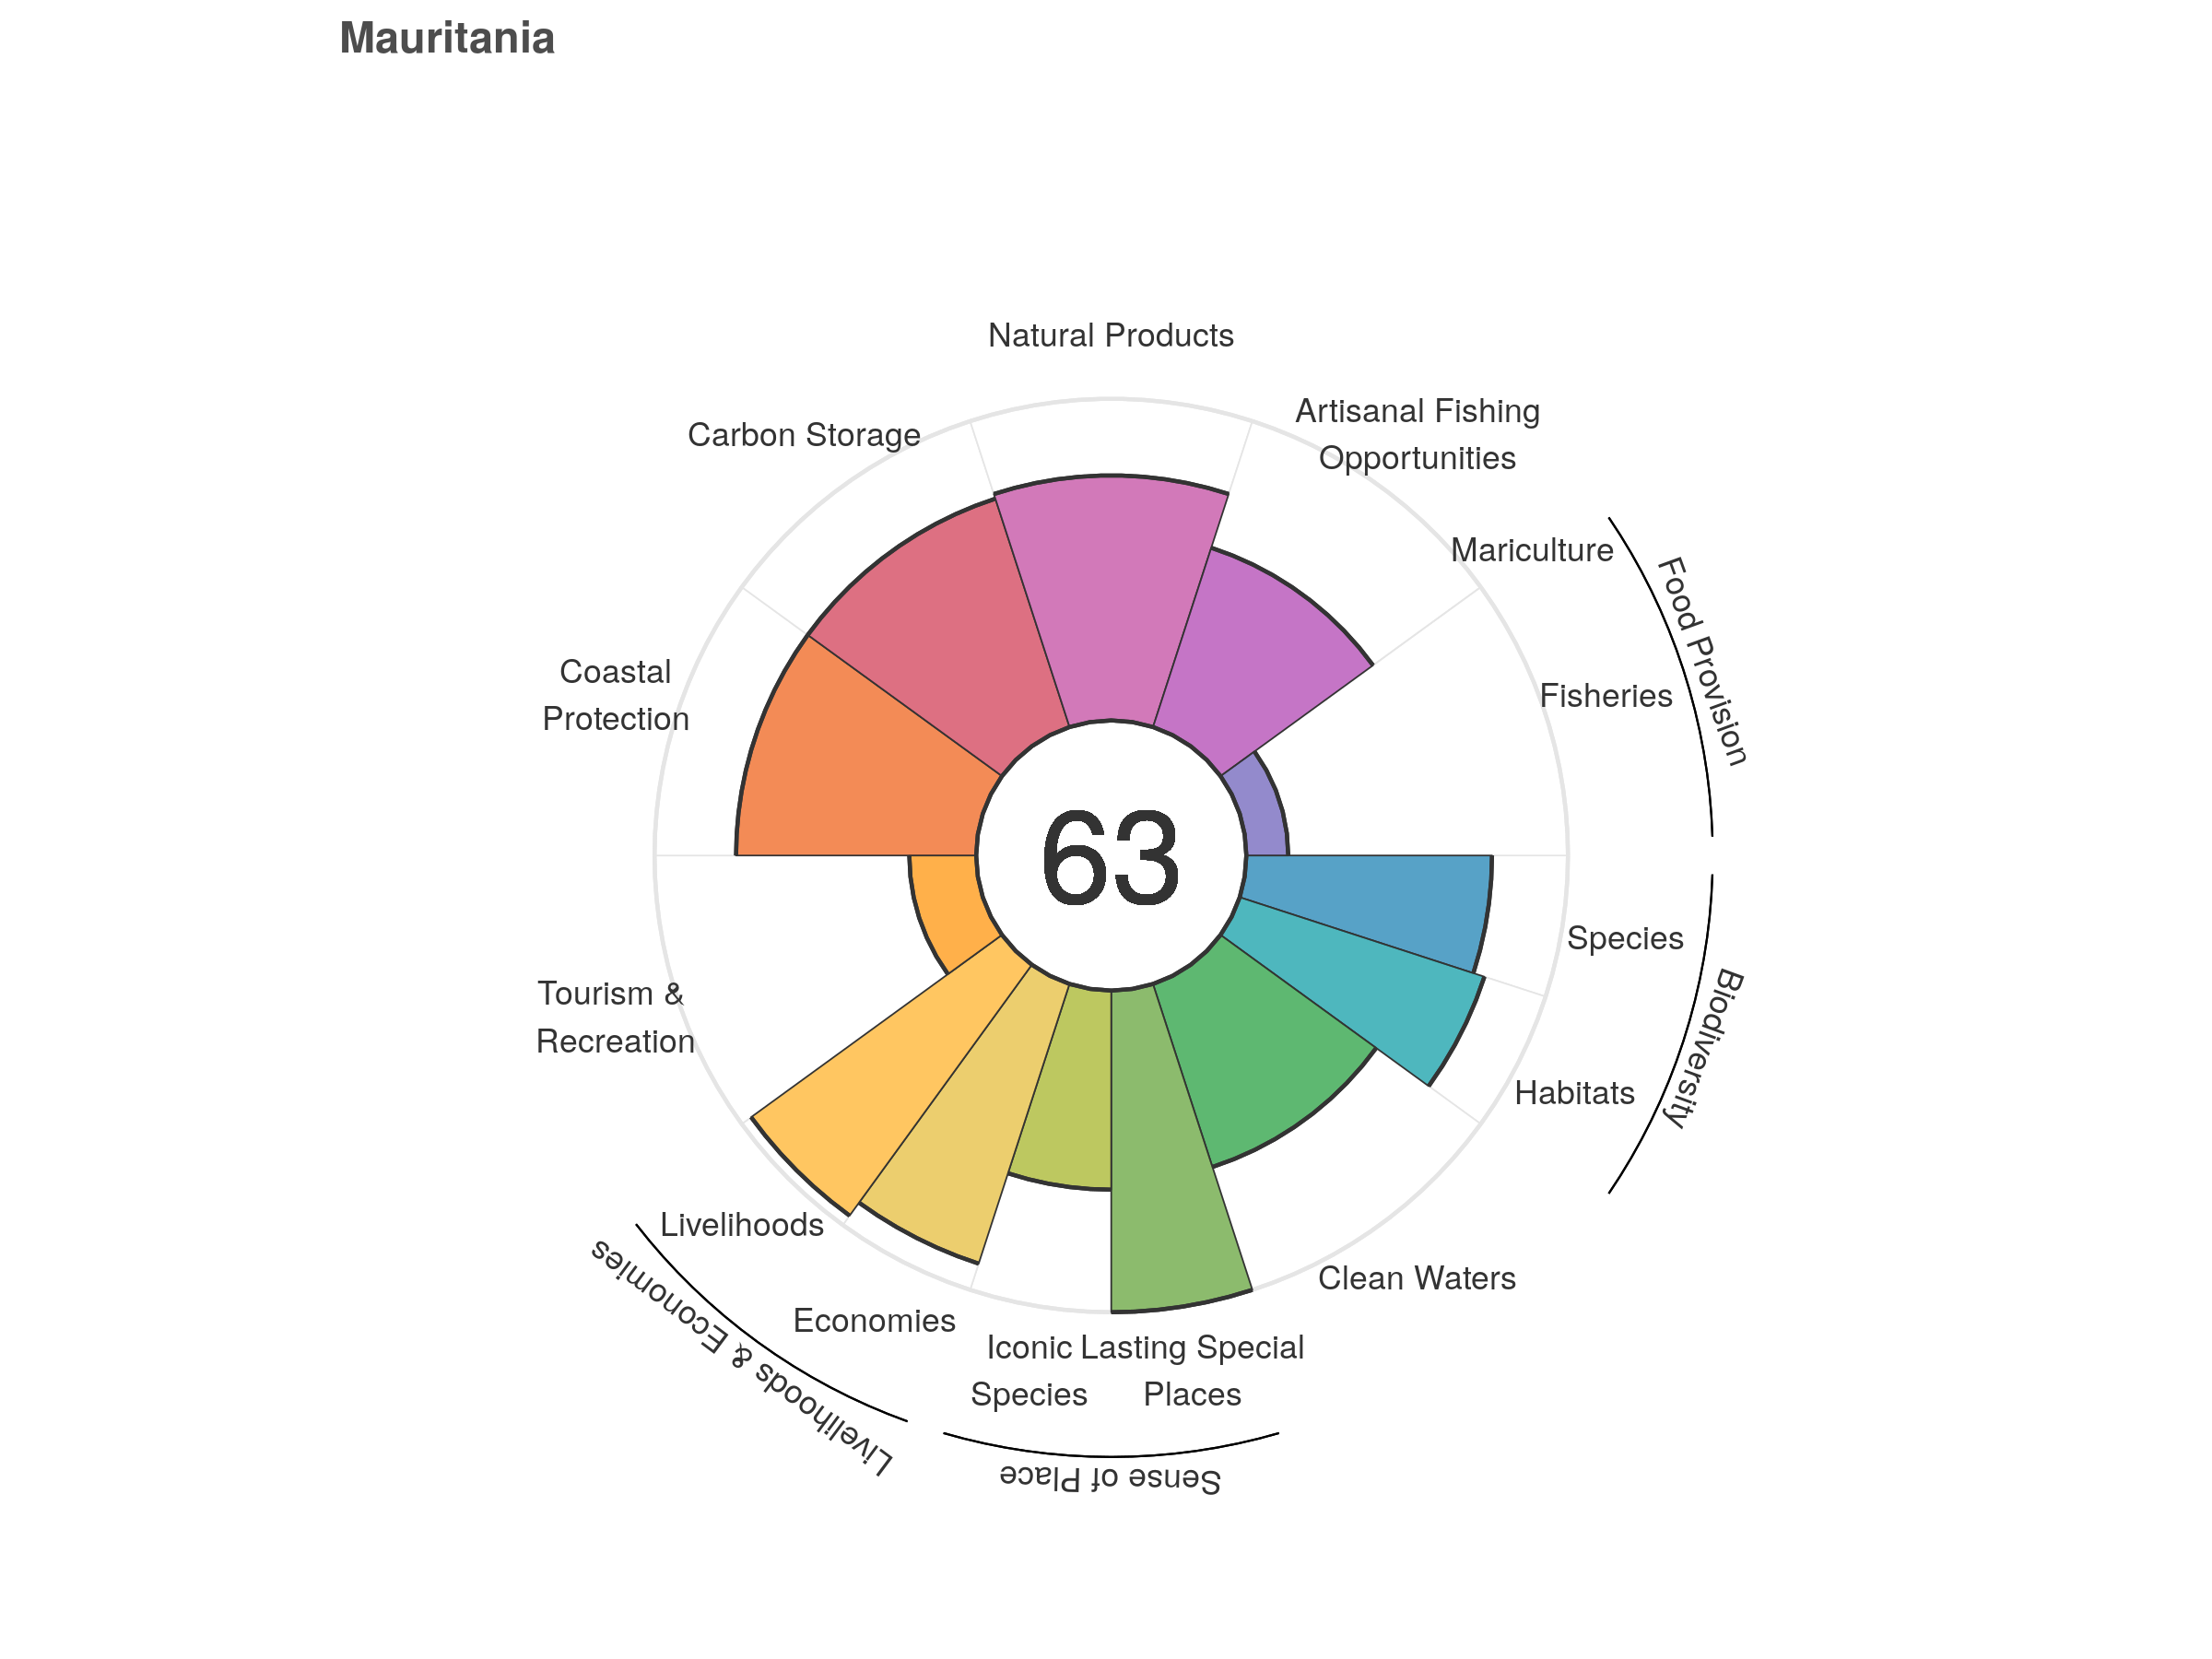 Mauritania
Natural Products
Artisanal Fishing
Opportunities
Carbon Storage
Mariculture
Food Provision
Fisheries
Coastal
Protection
63
Species
Biodiversity
Habitats
Tourism &
Recreation
Livelihoods
Livelihoods & Economies
Economies
Clean Waters
Iconic
Species
Lasting Special
Places
Sense of Place